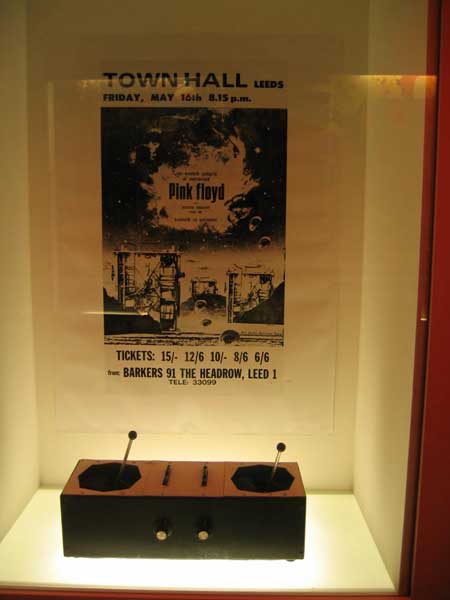 TOWN HALL LEEDS
FRIDAY, MAY 16th 8.15 p.m.
Pink floyd
TICKETS: 15/- 12/6 10/- 8/6 6/6
from: BARKERS 91 THE HEADROW, LEED 1
TELE: 33099